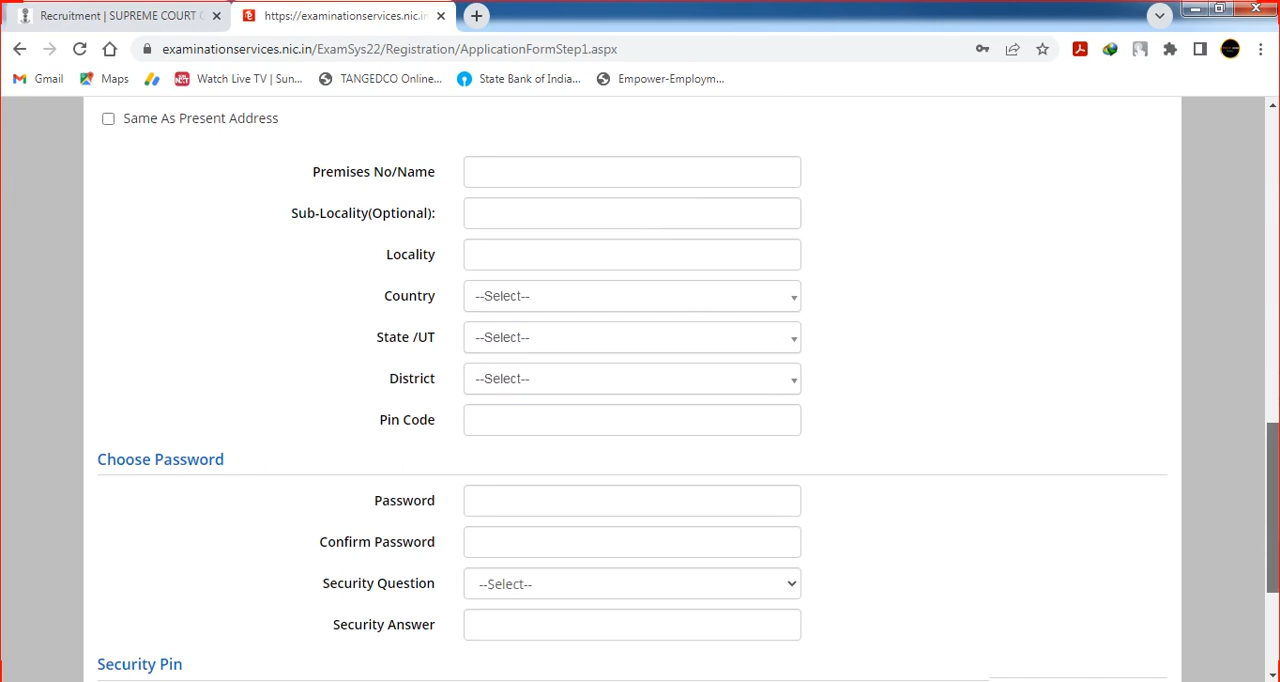 Recruitment | SUPREME COURT
https://examinationservices.nic.in
examinationservices.nic.in/ExamSys22/Registration/ApplicationFormStep1.aspx
Gmail Maps Watch Live TV | Sun... TANGEDCO Online... State Bank of India... Empower-Employm...
Same As Present Address
Premises No/Name
Sub-Locality(Optional):
Locality
Country --Select--
State /UT --Select--
District --Select--
Pin Code
Choose Password
Password
Confirm Password
Security Question --Select--
Security Answer
Security Pin